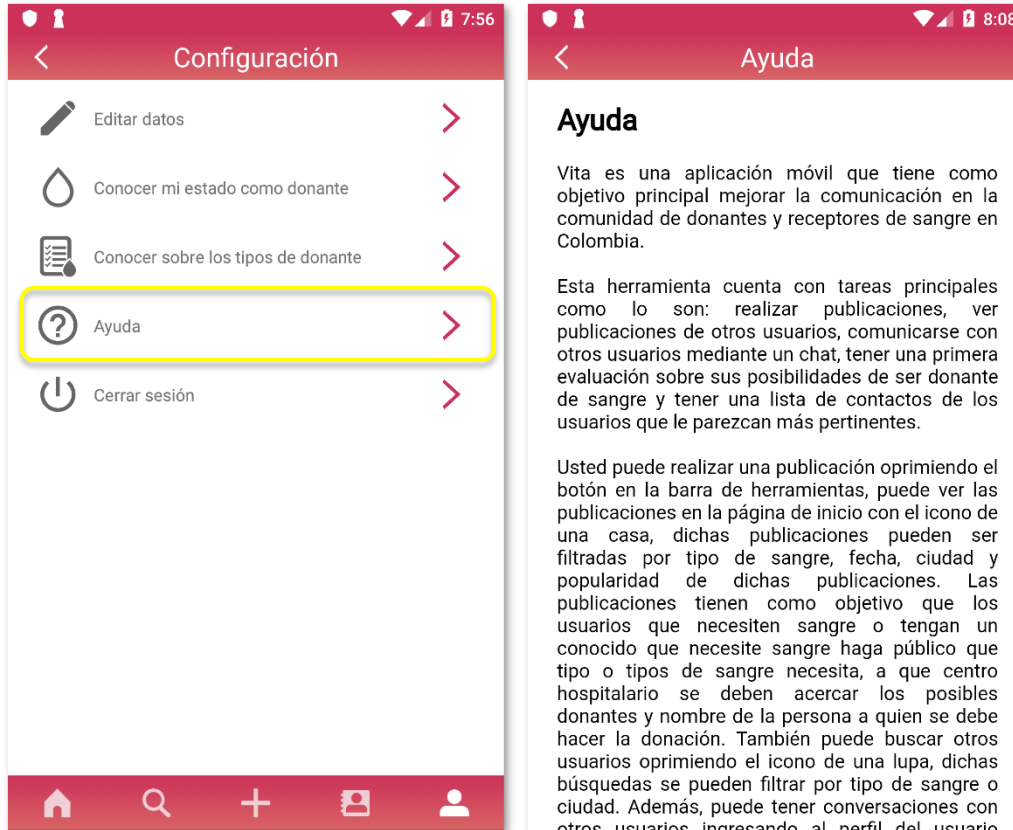 7:56
Configuración
Editar datos
Conocer mi estado como donante
Conocer sobre los tipos de donante
Ayuda
Cerrar sesión
8:08
Ayuda
Ayuda
Vita es una aplicación móvil que tiene como
objetivo principal mejorar la comunicación en la
comunidad de donantes y receptores de sangre en
Colombia.
Esta herramienta cuenta con tareas principales
como lo son: realizar publicaciones, ver
publicaciones de otros usuarios, comunicarse con
otros usuarios mediante un chat, tener una primera
evaluación sobre sus posibilidades de ser donante
de sangre y tener una lista de contactos de los
usuarios que le parezcan más pertinentes.
Usted puede realizar una publicación oprimiendo el
botón en la barra de herramientas, puede ver las
publicaciones en la página de inicio con el icono de
una casa, dichas publicaciones pueden ser
filtradas por tipo de sangre, fecha, ciudad y
popularidad de dichas publicaciones. Las
publicaciones tienen como objetivo que los
usuarios que necesiten sangre o tengan un
conocido que necesite sangre haga público que
tipo o tipos de sangre necesita, a que centro
hospitalario se deben acercar los posibles
donantes y nombre de la persona a quien se debe
hacer la donación. También puede buscar otros
usuarios oprimiendo el icono de una lupa, dichas
búsquedas se pueden filtrar por tipo de sangre o
ciudad. Además, puede tener conversaciones con
otros usuarios ingresando al perfil del usuario